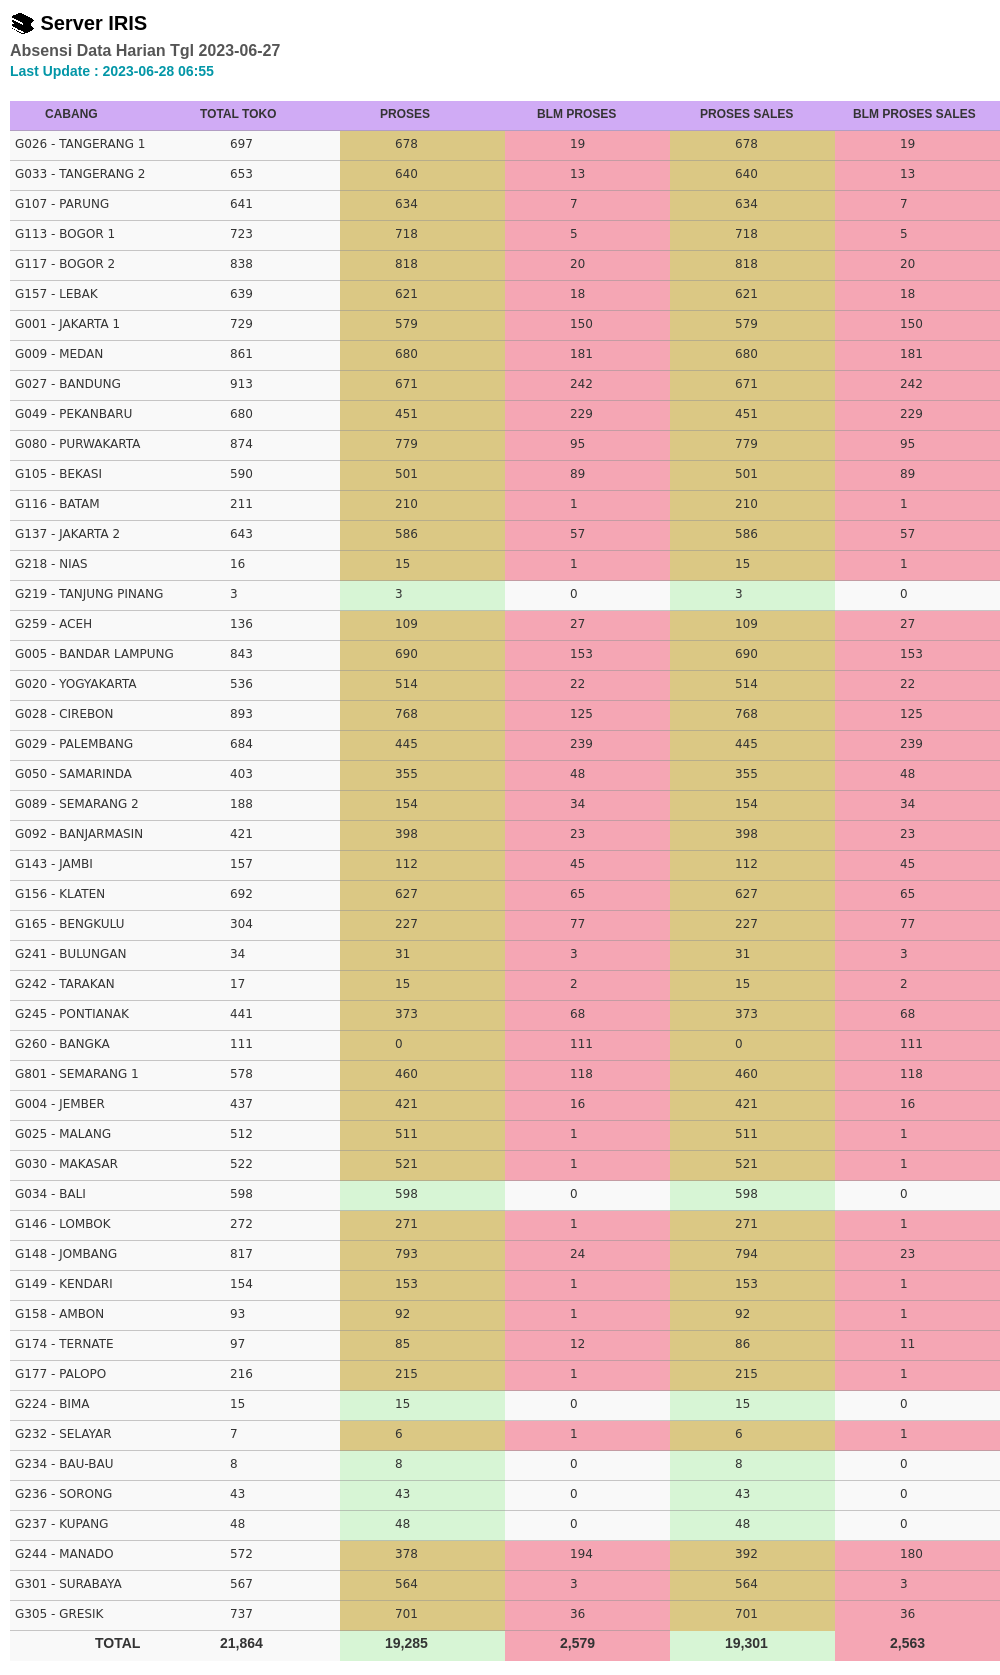 Server IRIS
Absensi Data Harian Tgl 2023-06-27
Last Update : 2023-06-28 06:55
CABANG TOTAL TOKO PROSES BLM PROSES PROSES SALES BLM PROSES SALES
G026 - TANGERANG 1 697 678 19 678 19
G033 - TANGERANG 2 653 640 13 640 13
G107 - PARUNG 641 634 7 634 7
G113 - BOGOR 1 723 718 5 718 5
G117 - BOGOR 2 838 818 20 818 20
G157 - LEBAK 639 621 18 621 18
G001 - JAKARTA 1 729 579 150 579 150
G009 - MEDAN 861 680 181 680 181
G027 - BANDUNG 913 671 242 671 242
G049 - PEKANBARU 680 451 229 451 229
G080 - PURWAKARTA 874 779 95 779 95
G105 - BEKASI 590 501 89 501 89
G116 - BATAM 211 210 1 210 1
G137 - JAKARTA 2 643 586 57 586 57
G218 - NIAS 16 15 1 15 1
G219 - TANJUNG PINANG 3 3 0 3 0
G259 - ACEH 136 109 27 109 27
G005 - BANDAR LAMPUNG 843 690 153 690 153
G020 - YOGYAKARTA 536 514 22 514 22
G028 - CIREBON 893 768 125 768 125
G029 - PALEMBANG 684 445 239 445 239
G050 - SAMARINDA 403 355 48 355 48
G089 - SEMARANG 2 188 154 34 154 34
G092 - BANJARMASIN 421 398 23 398 23
G143 - JAMBI 157 112 45 112 45
G156 - KLATEN 692 627 65 627 65
G165 - BENGKULU 304 227 77 227 77
G241 - BULUNGAN 34 31 3 31 3
G242 - TARAKAN 17 15 2 15 2
G245 - PONTIANAK 441 373 68 373 68
G260 - BANGKA 111 0 111 0 111
G801 - SEMARANG 1 578 460 118 460 118
G004 - JEMBER 437 421 16 421 16
G025 - MALANG 512 511 1 511 1
G030 - MAKASAR 522 521 1 521 1
G034 - BALI 598 598 0 598 0
G146 - LOMBOK 272 271 1 271 1
G148 - JOMBANG 817 793 24 794 23
G149 - KENDARI 154 153 1 153 1
G158 - AMBON 93 92 1 92 1
G174 - TERNATE 97 85 12 86 11
G177 - PALOPO 216 215 1 215 1
G224 - BIMA 15 15 0 15 0
G232 - SELAYAR 7 6 1 6 1
G234 - BAU-BAU 8 8 0 8 0
G236 - SORONG 43 43 0 43 0
G237 - KUPANG 48 48 0 48 0
G244 - MANADO 572 378 194 392 180
G301 - SURABAYA 567 564 3 564 3
G305 - GRESIK 737 701 36 701 36
TOTAL 21,864 19,285 2,579 19,301 2,563